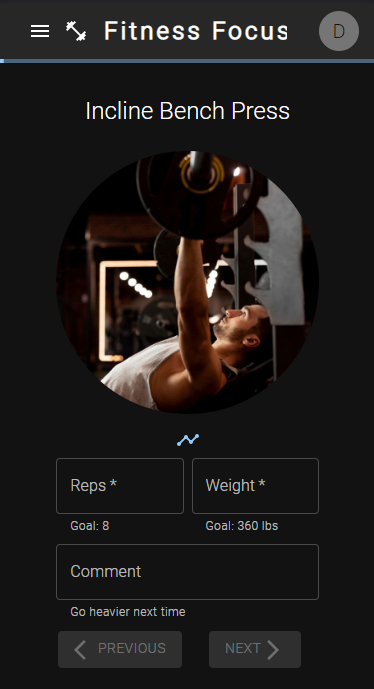 Fitness Focus
D
Incline Bench Press
Reps *
Weight *
Goal: 8
Goal: 360 lbs
Comment
Go heavier next time
PREVIOUS
NEXT